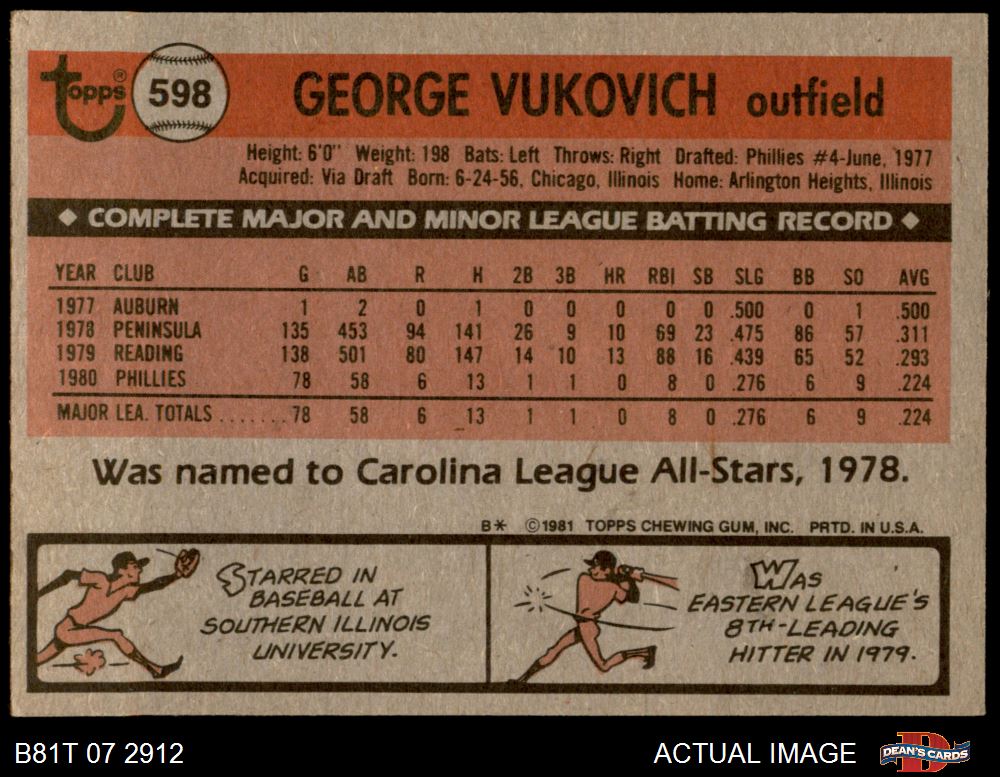 Topps® 598 GEORGE VUKOVICH outfield
Height: 6'0" Weight: 198 Bats: Left Throws: Right Drafted: Phillies #4-June, 1977
Acquired: Via Draft Born: 6-24-56, Chicago, Illinois Home: Arlington Heights, Illinois
◆ COMPLETE MAJOR AND MINOR LEAGUE BATTING RECORD ◆
YEAR CLUB G AB R H 2B 3B HR RBI SB SLG BB SO AVG
1977 AUBURN 1 2 0 1 0 0 0 0 0 .500 0 1 .500
1978 PENINSULA 135 453 94 141 26 9 10 69 23 .475 86 57 .311
1979 READING 138 501 80 147 14 10 13 88 16 .439 65 52 .293
1980 PHILLIES 78 58 6 13 1 1 0 8 0 .276 6 9 .224
MAJOR LEA. TOTALS .......78 58 6 13 1 1 0 8 0 .276 6 9 .224
Was named to Carolina League All-Stars, 1978.
B* ©1981 TOPPS CHEWING GUM, INC. PRTD. IN U.S.A.
STARRED IN
BASEBALL AT
SOUTHERN ILLINOIS
UNIVERSITY.
WAS
EASTERN LEAGUE'S
8TH-LEADING
HITTER IN 1979.
B81T 07 2912 ACTUAL IMAGE DEAN'S CARDS